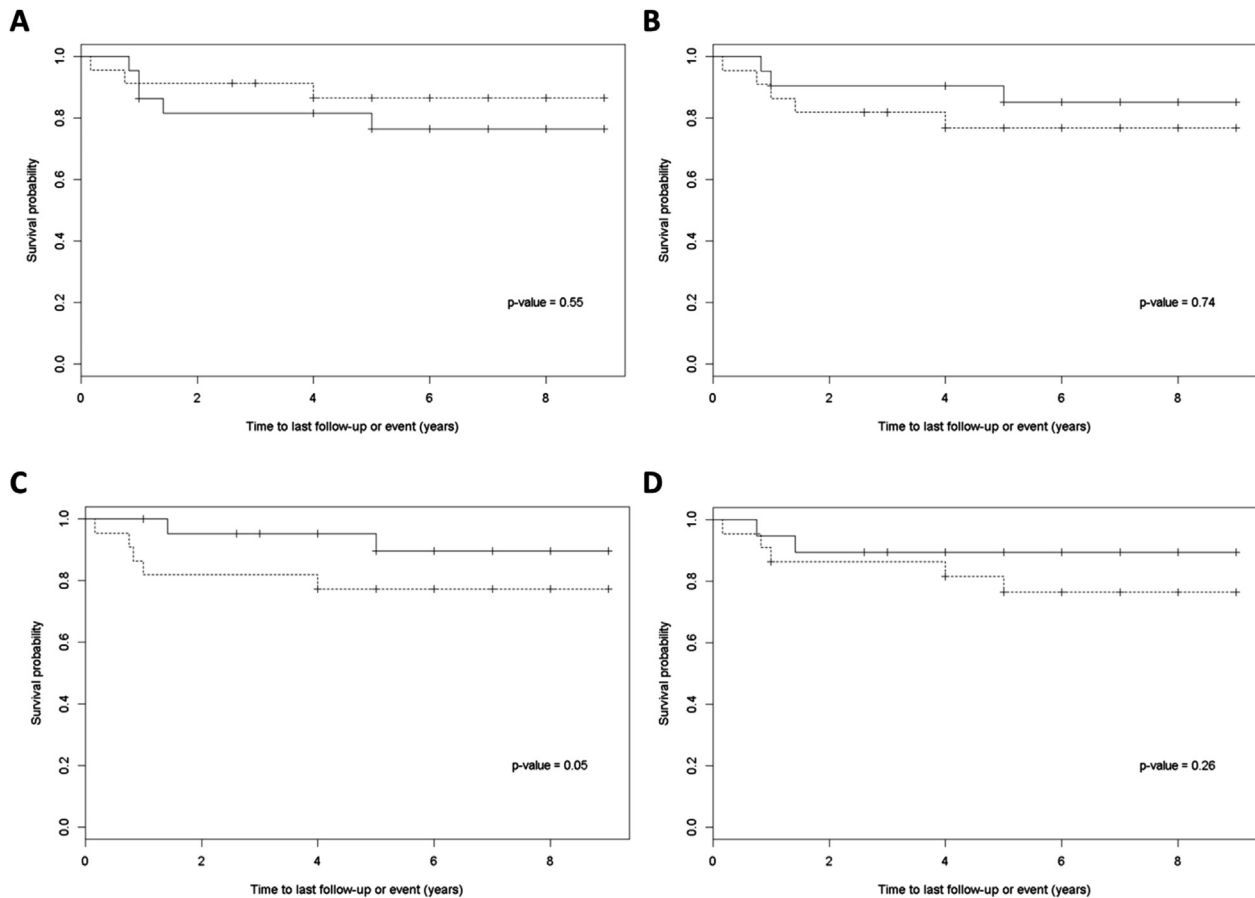 A
1.0
0.8
0.6
0.4
0.2
0.0
Survival probability
p-value = 0.55
0 2 4 6 8
Time to last follow-up or event (years)
B
1.0
0.8
0.6
0.4
0.2
0.0
Survival probability
p-value = 0.74
0 2 4 6 8
Time to last follow-up or event (years)
C
1.0
0.8
0.6
0.4
0.2
0.0
Survival probability
p-value = 0.05
0 2 4 6 8
Time to last follow-up or event (years)
D
1.0
0.8
0.6
0.4
0.2
0.0
Survival probability
p-value = 0.26
0 2 4 6 8
Time to last follow-up or event (years)